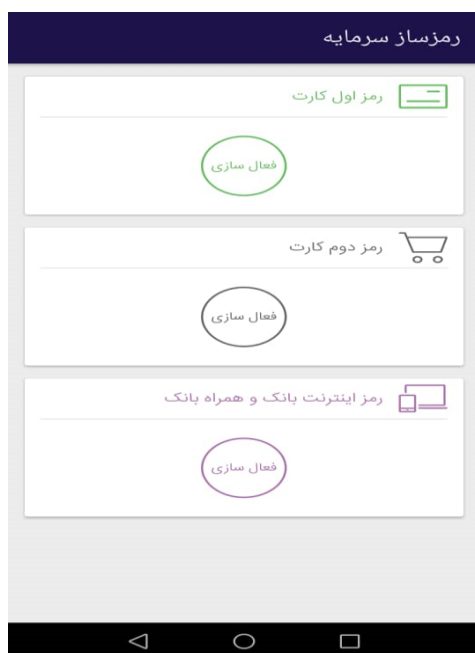 رمزساز سرمایه
رمز اول کارت
فعال سازی
رمز دوم کارت
فعال سازی
رمز اینترنت بانک و همراه بانک
فعال سازی